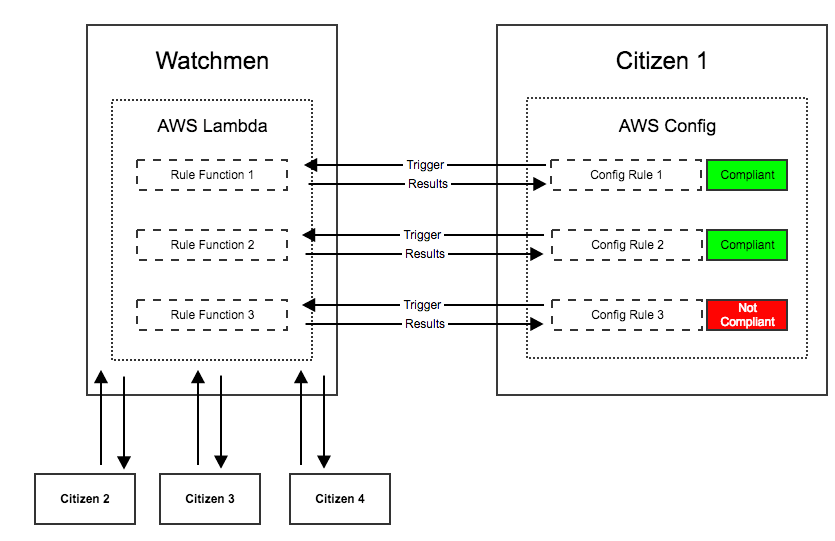 Watchmen
AWS Lambda
Rule Function 1
Rule Function 2
Rule Function 3
Trigger
Results
Trigger
Results
Trigger
Results
Citizen 1
AWS Config
Config Rule 1
Compliant
Config Rule 2
Compliant
Config Rule 3
Not
Compliant
Citizen 2
Citizen 3
Citizen 4